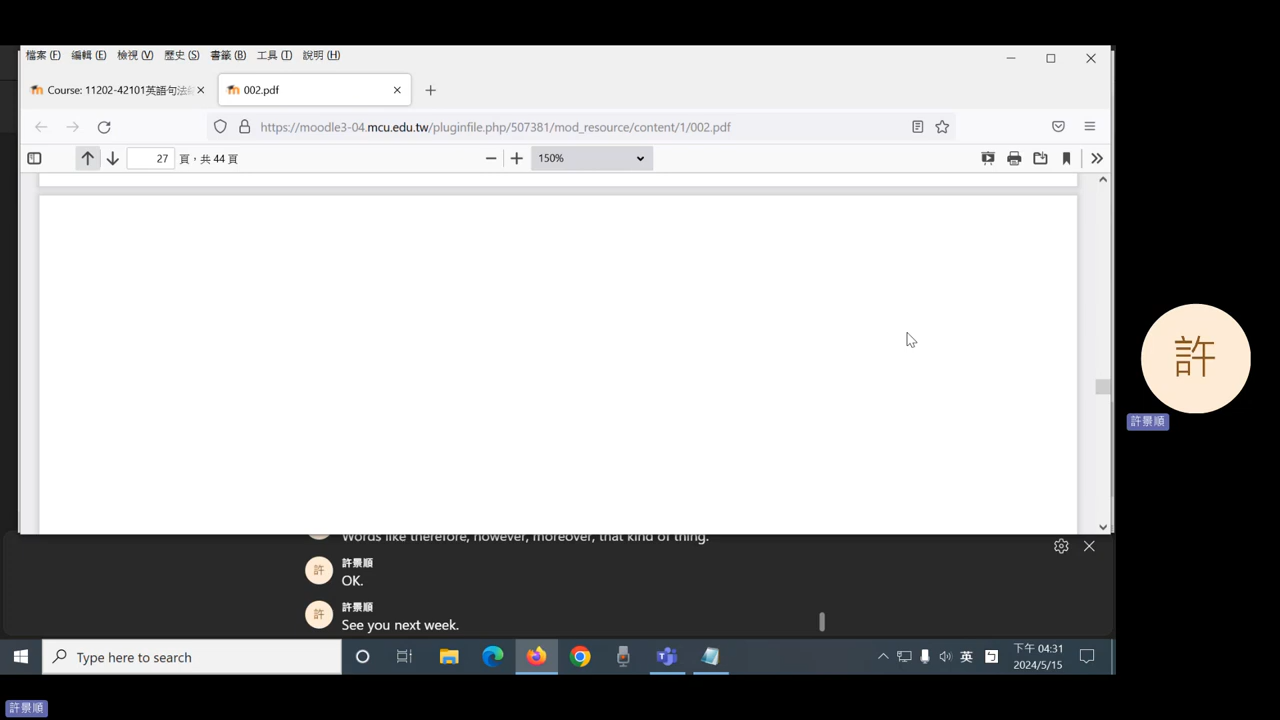 檔案 (F) 編輯 (E) 檢視 (V) 歷史 (S) 書籤 (B) 工具 (T) 說明 (H)
Course: 11202-42101英語句法
002.pdf
https://moodle3-04.mcu.edu.tw/pluginfile.php/507381/mod_resource/content/1/002.pdf
27 頁，共 44 頁
150%
許
許景順
Words like therefore, however, moreover, that kind of thing.
許
許景順
OK.
許
許景順
See you next week.
Type here to search
英
下午 04:31
2024/5/15
許景順